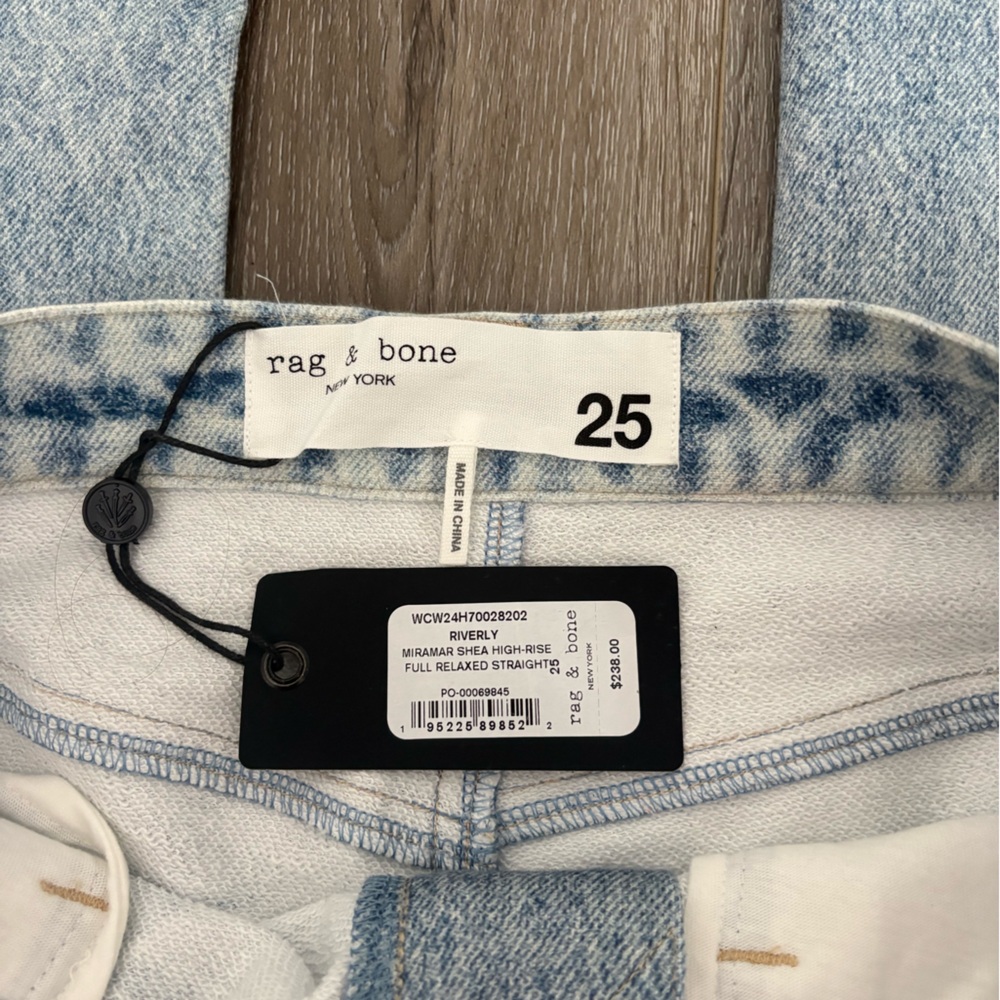 rag & bone
NEW YORK
25
MADE IN CHINA
WCW24H70028202
RIVERLY
MIRAMAR SHEA HIGH-RISE
FULL RELAXED STRAIGHT
25
PO-00069845
1 95225 89852 2
rag & bone
NEW YORK
$238.00